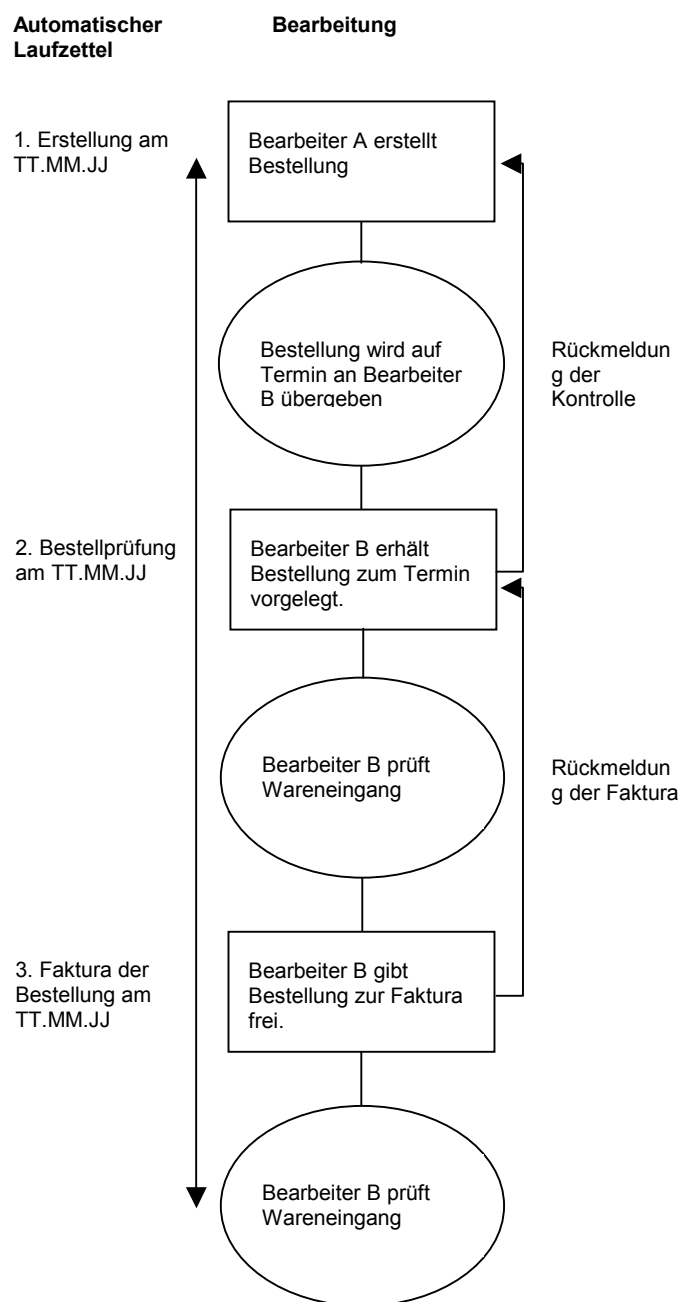 Automatischer
Laufzettel
Bearbeitung
1. Erstellung am
TT.MM.JJ
Bearbeiter A erstellt
Bestellung
Bestellung wird auf
Termin an Bearbeiter
B übergeben
Rückmeldun
g der
Kontrolle
2. Bestellprüfung
am TT.MM.JJ
Bearbeiter B erhält
Bestellung zum Termin
vorgelegt.
Bearbeiter B prüft
Wareneingang
Rückmeldun
g der Faktura
3. Faktura der
Bestellung am
TT.MM.JJ
Bearbeiter B gibt
Bestellung zur Faktura
frei.
Bearbeiter B prüft
Wareneingang